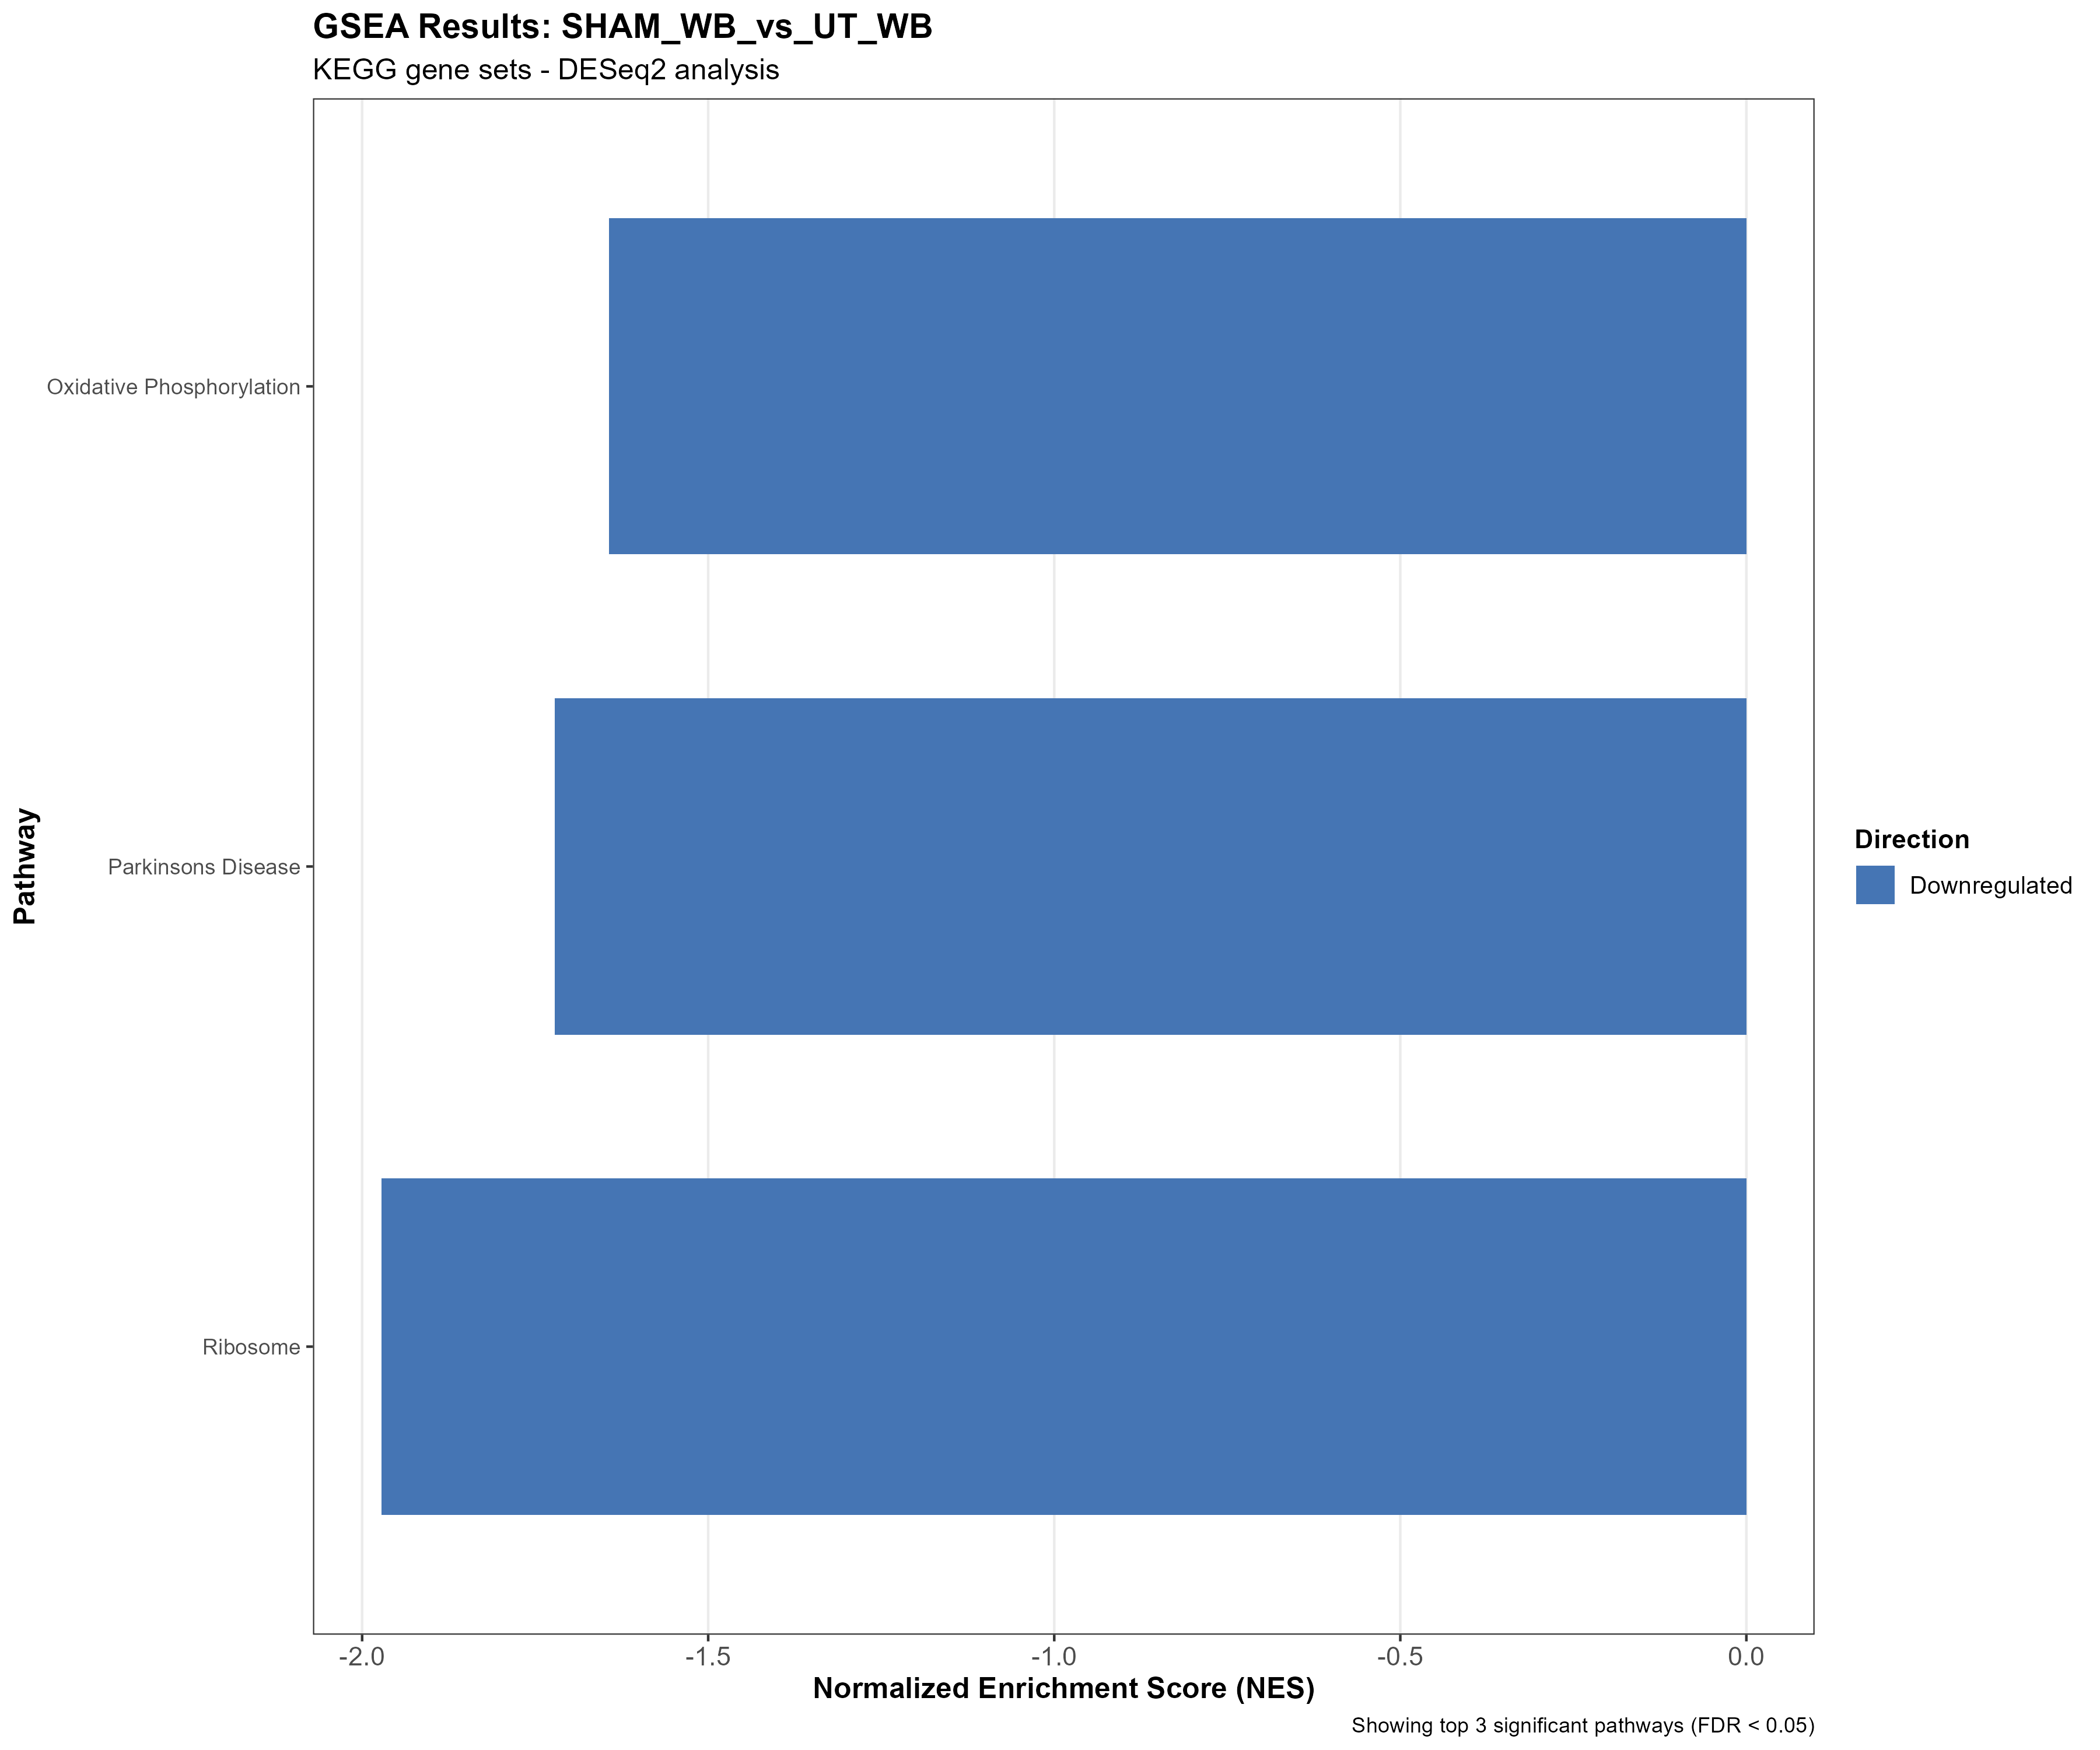 GSEA Results: SHAM_WB_vs_UT_WB
KEGG gene sets - DESeq2 analysis
Pathway
Oxidative Phosphorylation
Parkinsons Disease
Ribosome
-2.0 -1.5 -1.0 -0.5 0.0
Normalized Enrichment Score (NES)
Showing top 3 significant pathways (FDR < 0.05)
Direction
Downregulated